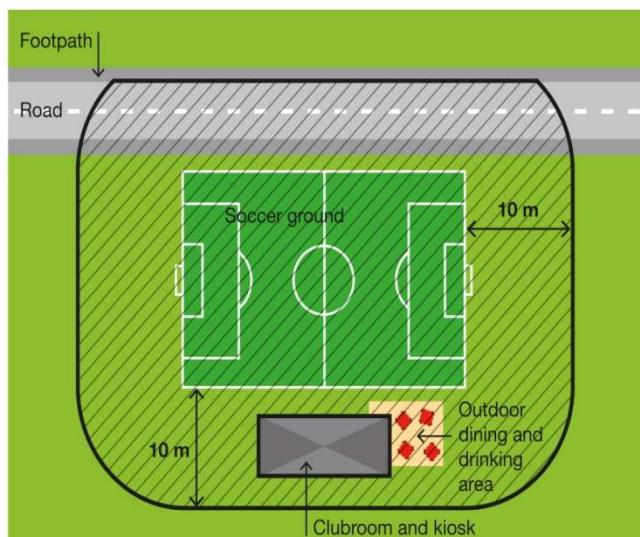 Footpath
Road
Soccer ground
10 m
10 m
Outdoor
dining and
drinking
area
Clubroom and kiosk